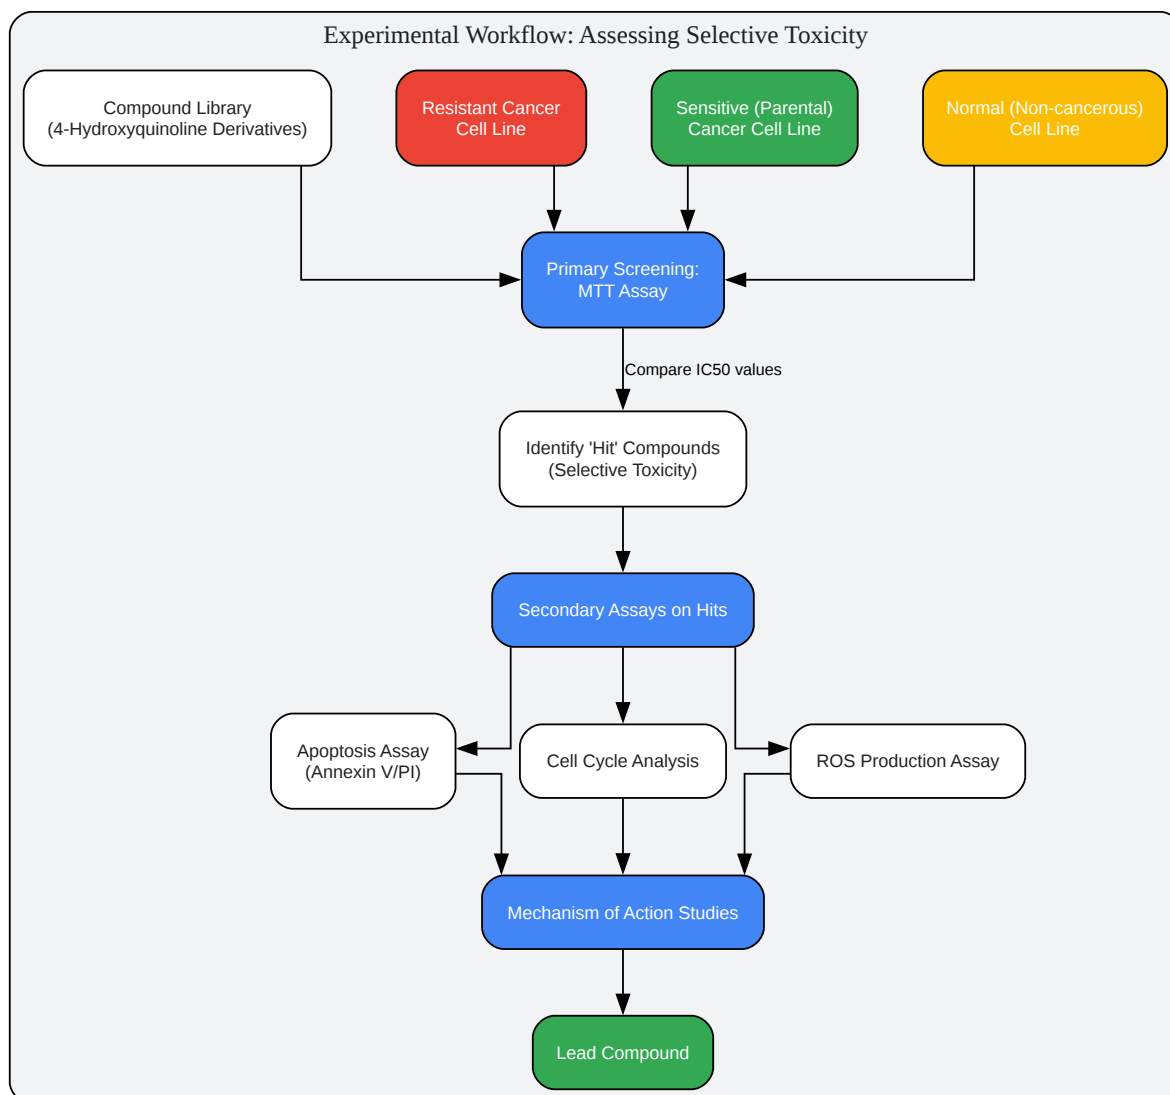 Experimental Workflow: Assessing Selective Toxicity
Compound Library
(4-Hydroxyquinoline Derivatives)
Resistant Cancer
Cell Line
Sensitive (Parental)
Cancer Cell Line
Normal (Non-cancerous)
Cell Line
Primary Screening:
MTT Assay
Compare IC50 values
Identify 'Hit' Compounds
(Selective Toxicity)
Secondary Assays on Hits
Apoptosis Assay
(Annexin V/PI)
Cell Cycle Analysis
ROS Production Assay
Mechanism of Action Studies
Lead Compound